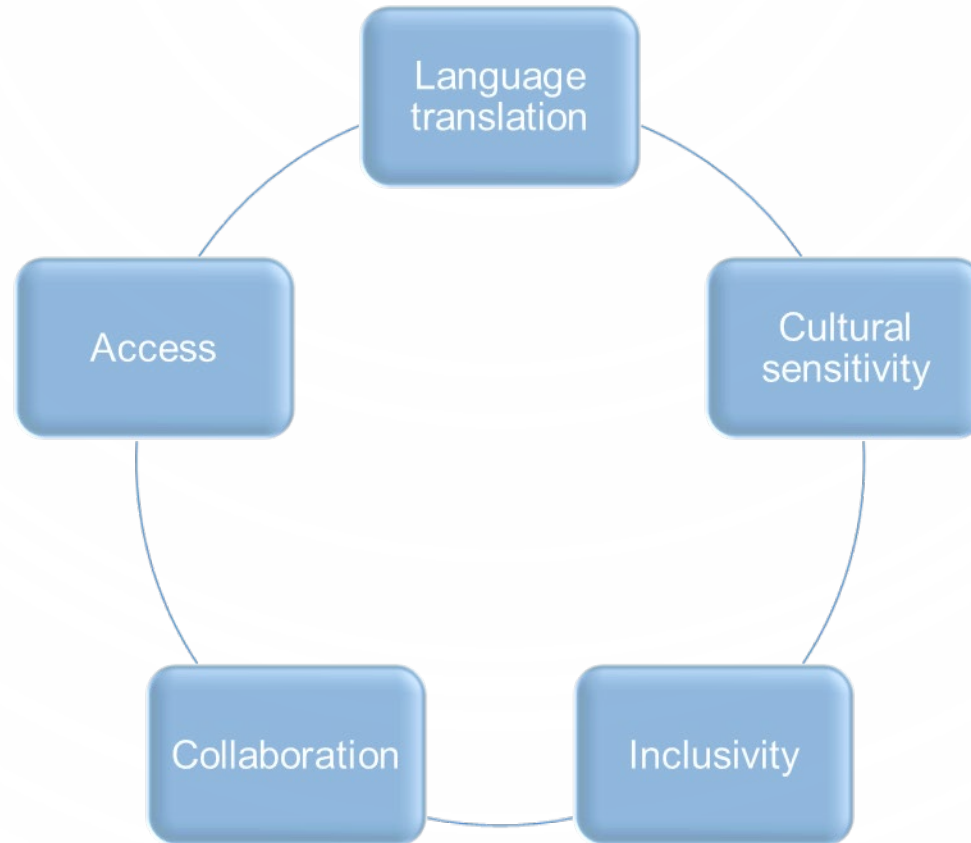 Language
translation
Cultural
sensitivity
Inclusivity
Collaboration
Access